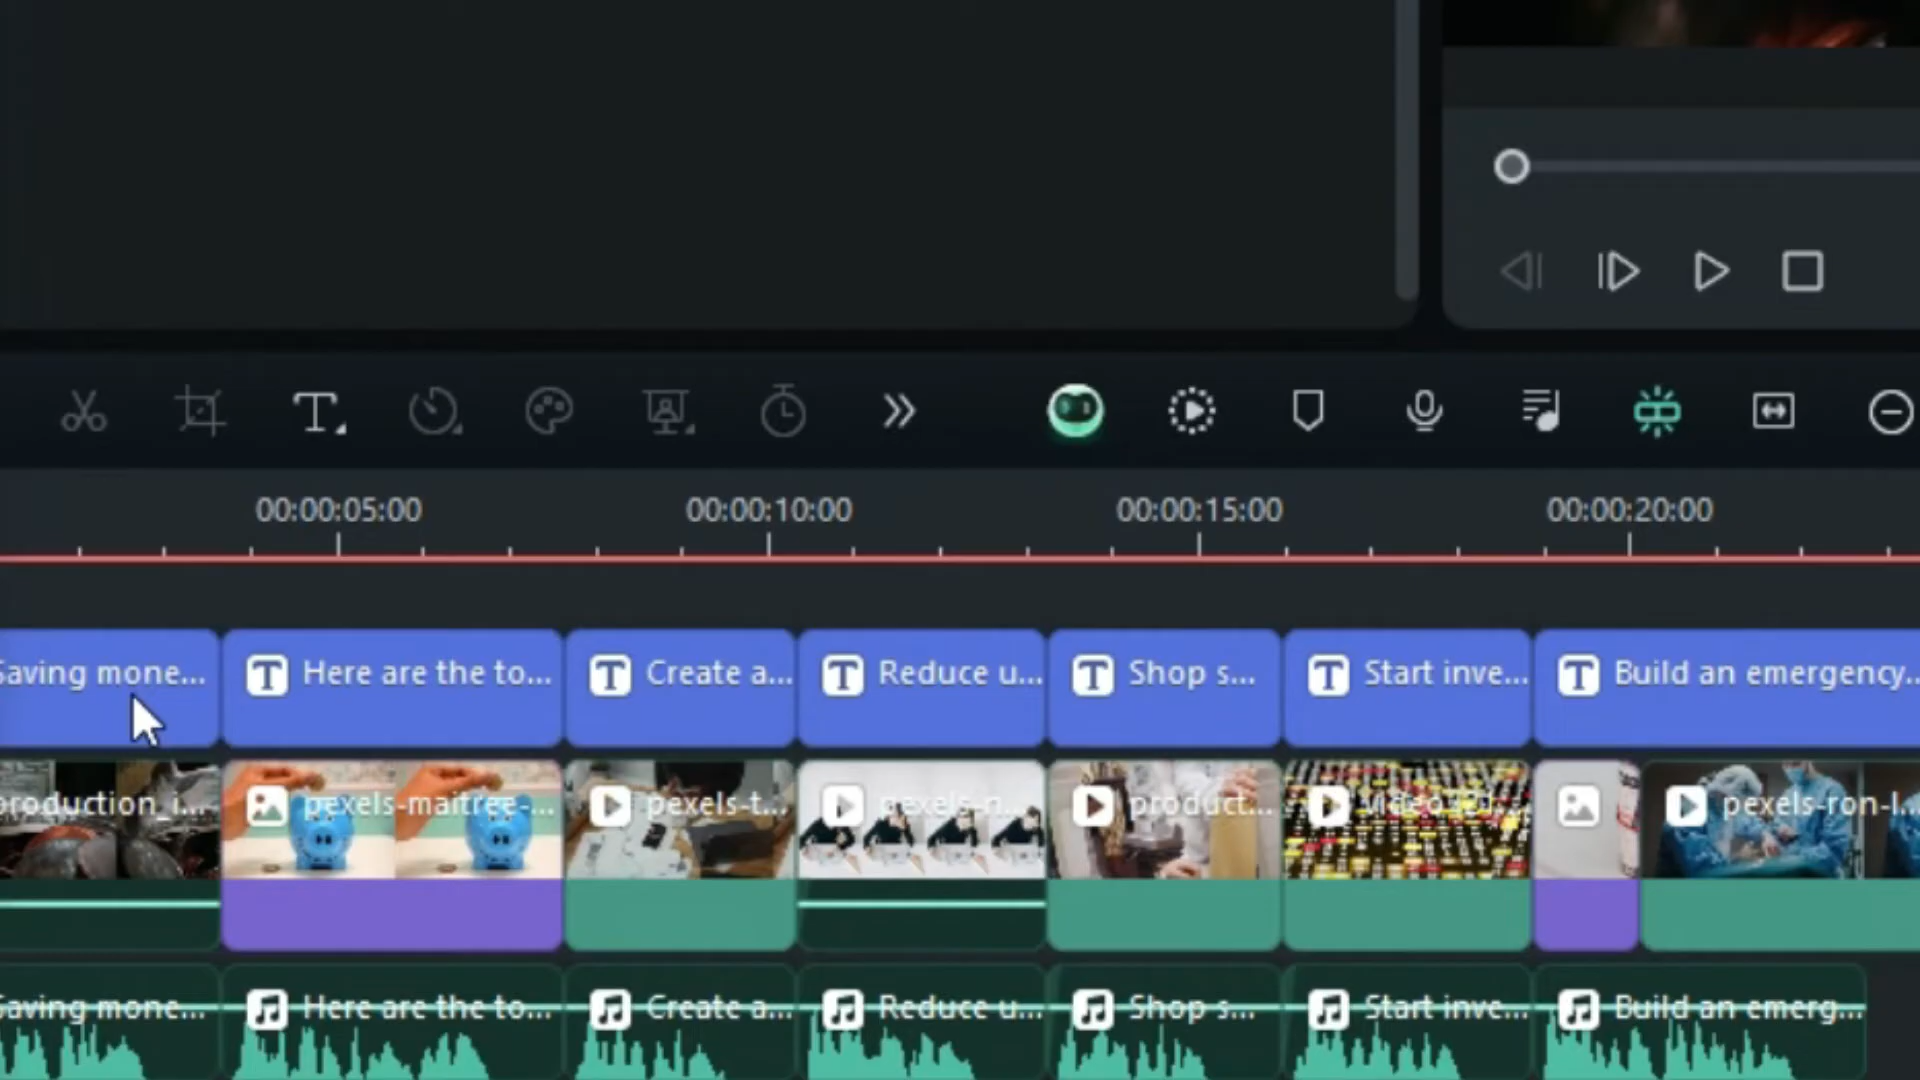 00:00:05:00 00:00:10:00 00:00:15:00 00:00:20:00
Saving mone... T Here are the to... T Create a... T Reduce u... T Shop s... T Start inve... T Build an emergency...
production_i... pexels-maitree-... pexels-t... pexels-n... product... pexels-ron-l...
Saving mone... Here are the to... Create a... Reduce u... Shop s... Start inve... Build an emerg...